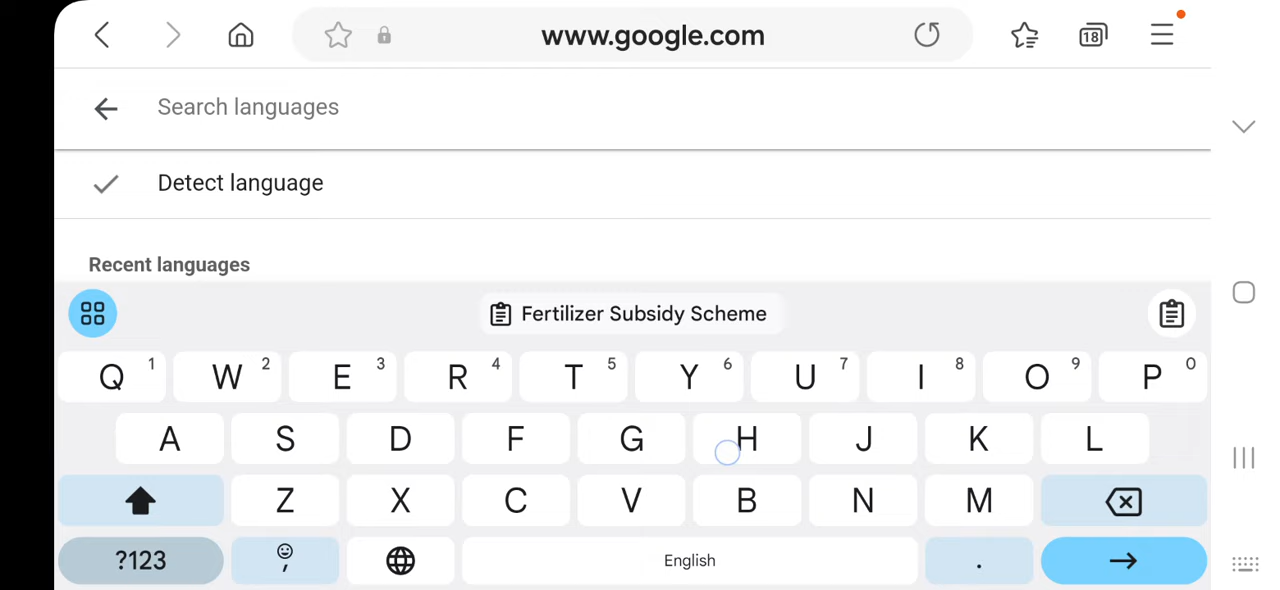 www.google.com
18
Search languages
Detect language
Recent languages
Fertilizer Subsidy Scheme
Q 1 W 2 E 3 R 4 T 5 Y 6 U 7 I 8 O 9 P 0
A S D F G H J K L
Z X C V B N M
?123 , English .